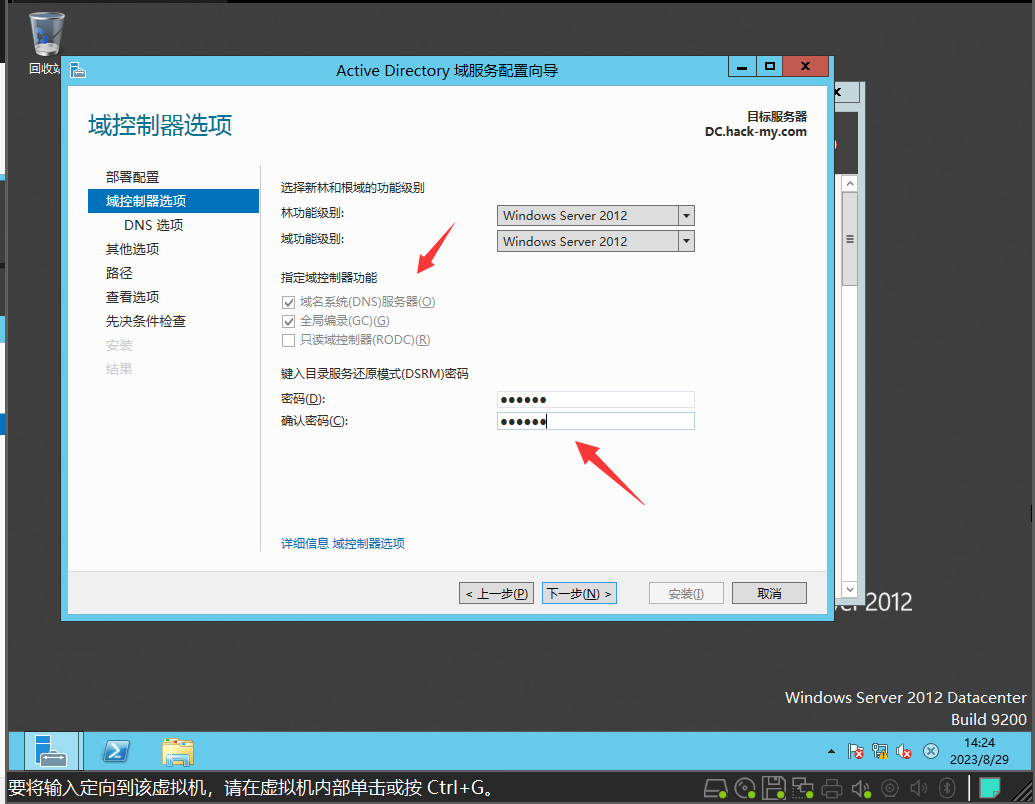 回收站
Active Directory 域服务配置向导
域控制器选项
目标服务器
DC.hack-my.com
部署配置
域控制器选项
DNS 选项
其他选项
路径
查看选项
先决条件检查
安装
结果
选择新林和根域的功能级别
林功能级别: Windows Server 2012
域功能级别: Windows Server 2012
指定域控制器功能
域名系统(DNS)服务器(O)
全局编录(GC)(G)
只读域控制器(RODC)(R)
键入目录服务还原模式(DSRM)密码
密码(D): ●●●●●●
确认密码(C): ●●●●●●
详细信息 域控制器选项
< 上一步(P) 下一步(N) > 安装(I) 取消
2012
Windows Server 2012 Datacenter
Build 9200
14:24
2023/8/29
要将输入定向到该虚拟机，请在虚拟机内部单击或按 Ctrl+G。